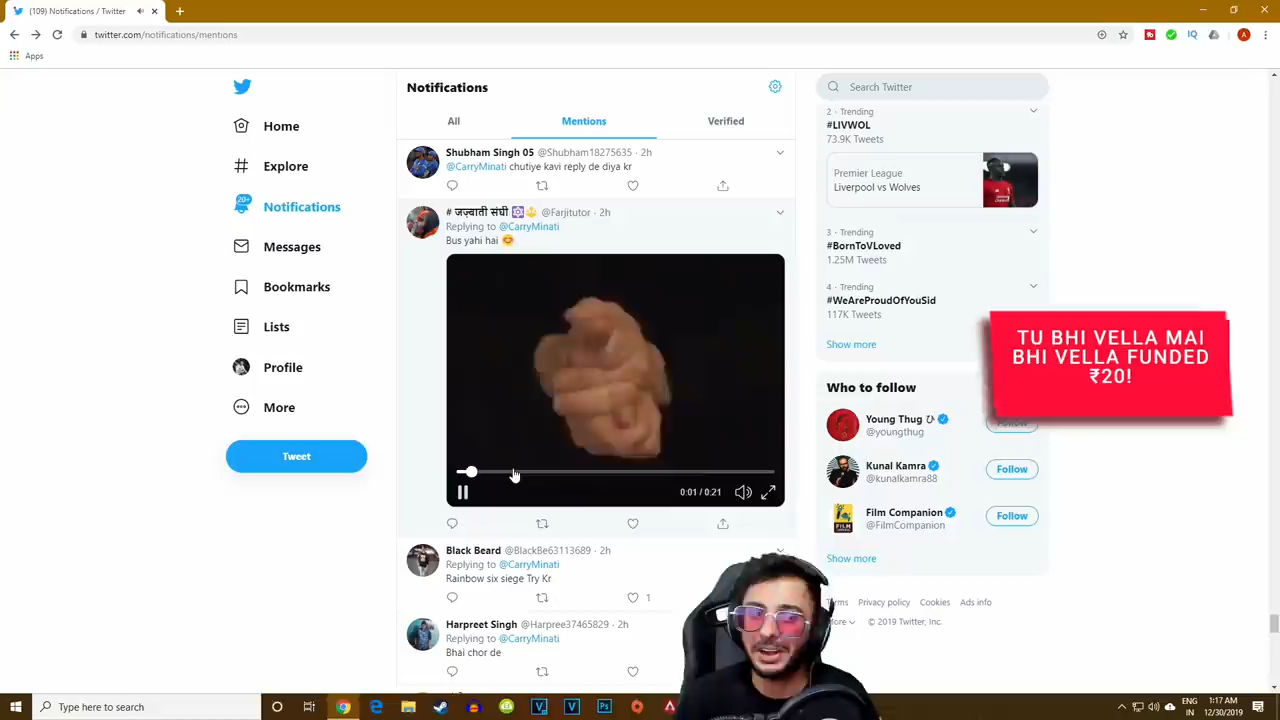 (109) Notifications / Twitter
twitter.com/notifications/mentions
Apps
Home
Explore
20+
Notifications
Messages
Bookmarks
Lists
Profile
More
Tweet
Notifications
All
Mentions
Verified
Shubham Singh 05 @Shubham18275635 · 2h
@CarryMinati chutiye kavi reply de diya kr
# जज़्वाती संघी @Farjitutor · 2h
Replying to @CarryMinati
Bus yahi hai 😊
0:01 / 0:21
Black Beard @BlackBe63113689 · 2h
Replying to @CarryMinati
Rainbow six siege Try Kr
1
Harpreet Singh @Harpree37465829 · 2h
Replying to @CarryMinati
Bhai chor de
Search Twitter
2 · Trending
#LIVWOL
73.9K Tweets
Premier League
Liverpool vs Wolves
3 · Trending
#BornToVLoved
1.25M Tweets
4 · Trending
#WeAreProudOfYouSid
117K Tweets
Show more
TU BHI VELLA MAI
BHI VELLA FUNDED
₹20!
Who to follow
Young Thug ひ
@youngthug
Follow
Kunal Kamra
@kunalkamra88
Follow
Film Companion
@FilmCompanion
Follow
FILM
Show more
Terms Privacy policy Cookies Ads info
More © 2019 Twitter, Inc.
Type here to search
ENG
IN
1:17 AM
12/30/2019